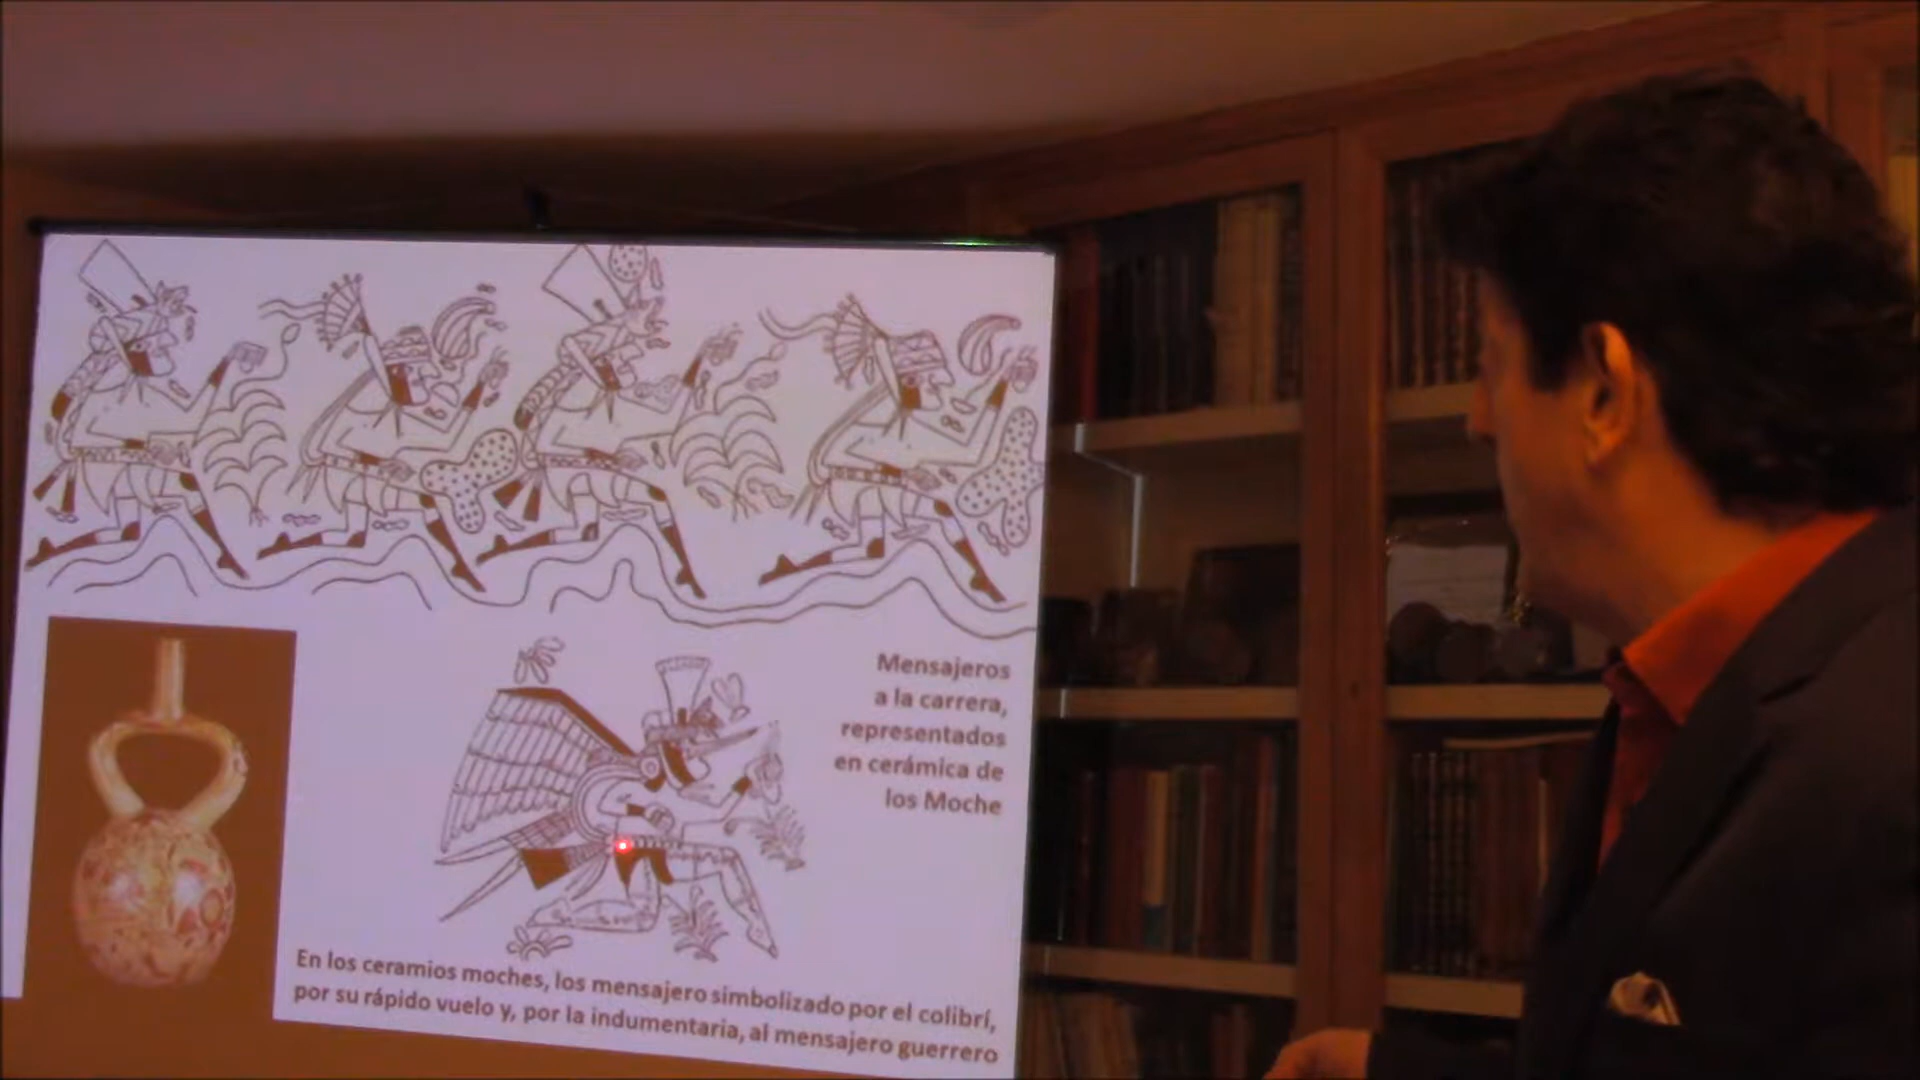 Mensajeros
a la carrera,
representados
en cerámica de
los Moche
En los ceramios moches, los mensajero simbolizado por el colibrí,
por su rápido vuelo y, por la indumentaria, al mensajero guerrero